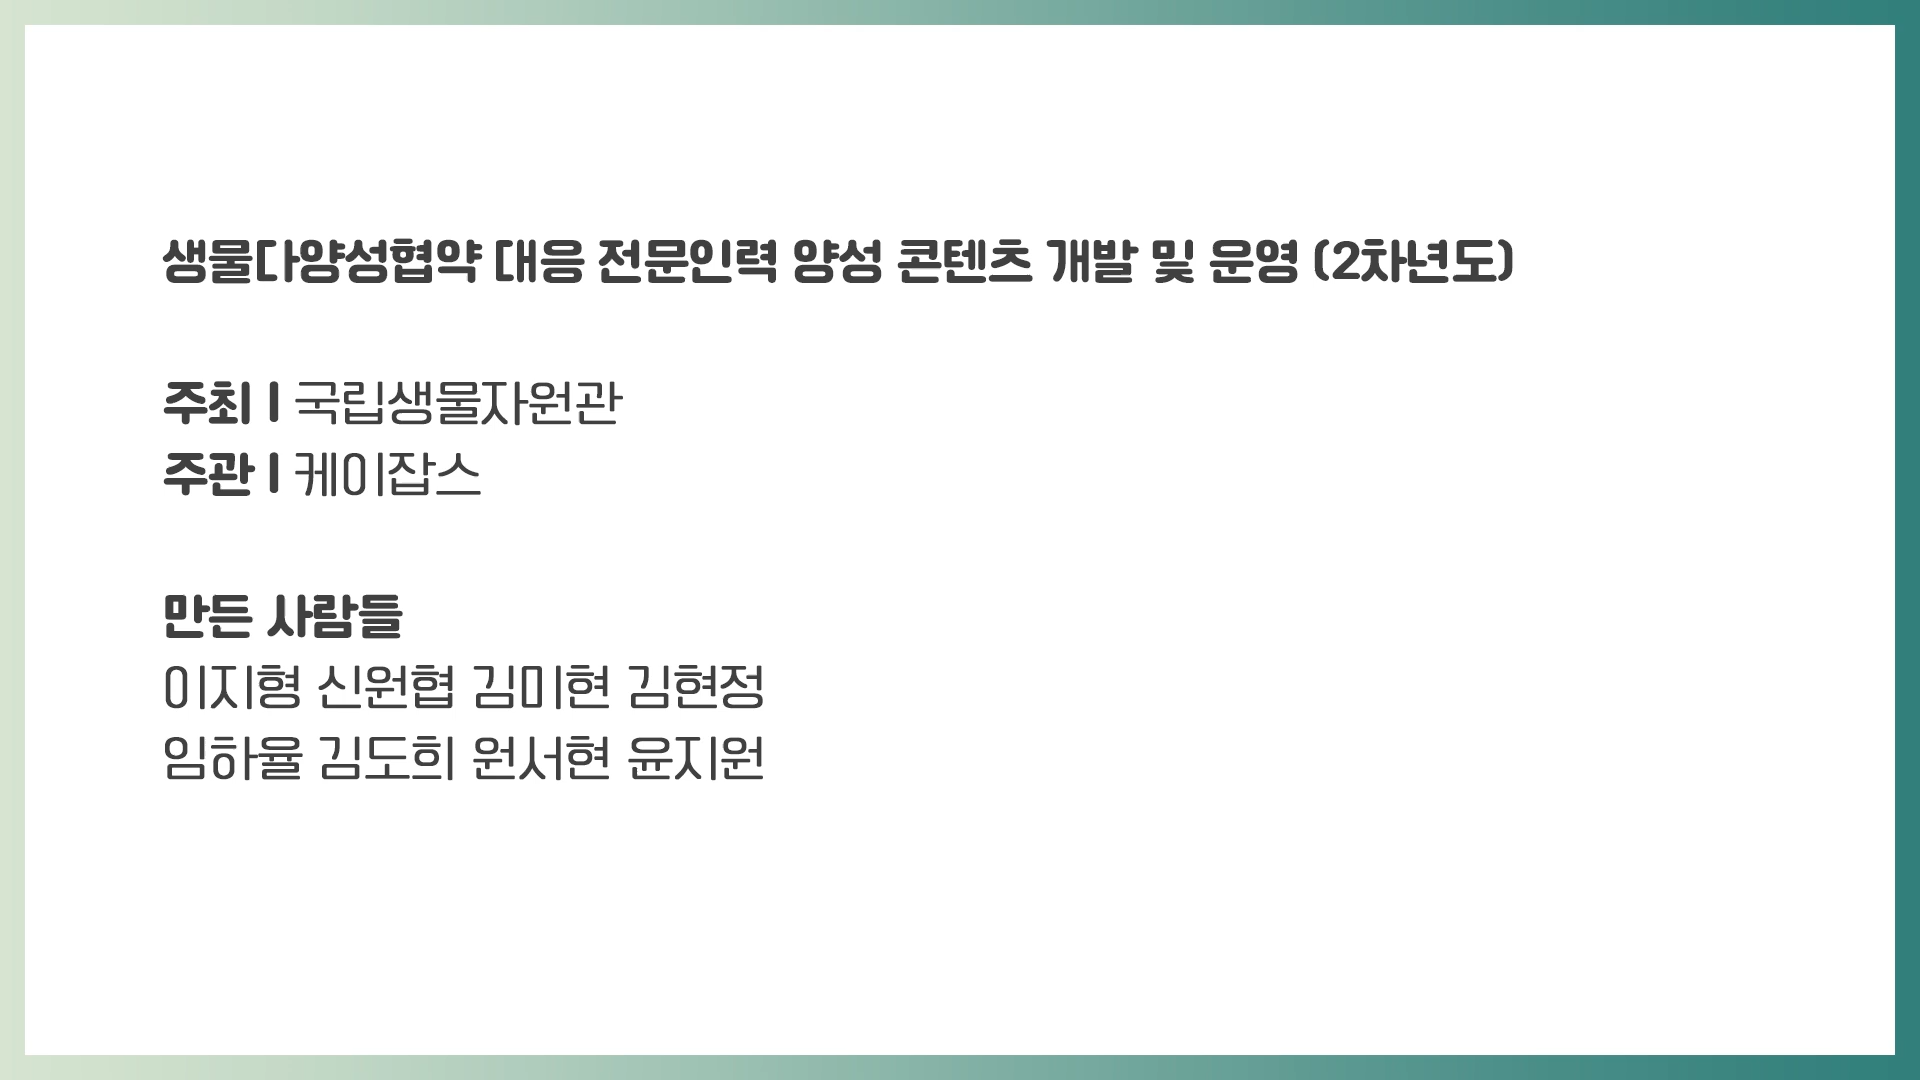 생물다양성협약 대응 전문인력 양성 콘텐츠 개발 및 운영 (2차년도)
주최 | 국립생물자원관
주관 | 케이잡스
만든 사람들
이지형 신원협 김미현 김현정
임하율 김도희 원서현 윤지원